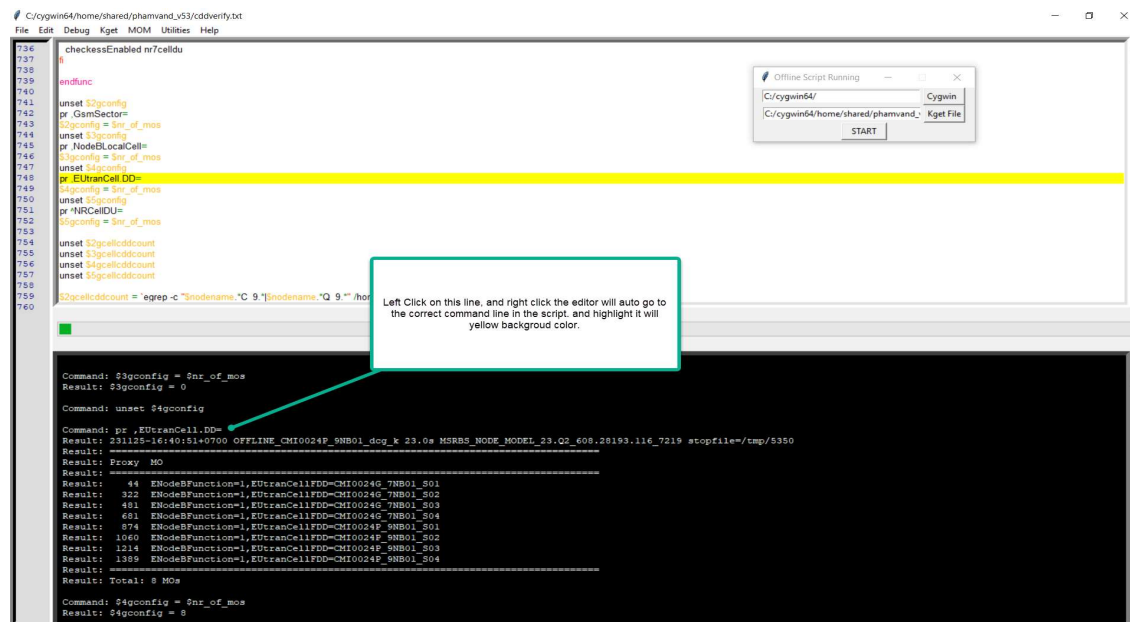 C:/cygwin64/home/shared/phamvand_v53/cddverify.txt
File Edit Debug Kget MOM Utilities Help
736 checkessEnabled nr7celldu
737 fi
738
739 endfunc
740
741 unset $2gconfig
742 pr ,GsmSector=
743 $2gconfig = $nr_of_mos
744 unset $3gconfig
745 pr ,NodeBLocalCell=
746 $3gconfig = $nr_of_mos
747 unset $4gconfig
748 pr ,EUtranCell.DD=
749 $4gconfig = $nr_of_mos
750 unset $5gconfig
751 pr ^NRCellDU=
752 $5gconfig = $nr_of_mos
753
754 unset $2gcellcddcount
755 unset $3gcellcddcount
756 unset $4gcellcddcount
757 unset $5gcellcddcount
758
759 $2gcellcddcount = `egrep -c "$nodename.*C 9.*|$nodename.*Q 9.*" /hor
760
Offline Script Running
C:/cygwin64/ Cygwin
C:/cygwin64/home/shared/phamvand_v Kget File
START
Left Click on this line, and right click the editor will auto go to
the correct command line in the script. and highlight it will
yellow backgroud color.
Command: $3gconfig = $nr_of_mos
Result: $3gconfig = 0
Command: unset $4gconfig
Command: pr ,EUtranCell.DD=
Result: 231125-16:40:51+0700 OFFLINE_CMI0024P_9NB01_dcg_k 23.0s MSRBS_NODE_MODEL_23.Q2_608.28193.116_7219 stopfile=/tmp/5350
Result: =================================================================================
Result: Proxy MO
Result: =================================================================================
Result: 44 ENodeBFunction=1,EUtranCellFDD=CMI0024G_7NB01_S01
Result: 322 ENodeBFunction=1,EUtranCellFDD=CMI0024G_7NB01_S02
Result: 481 ENodeBFunction=1,EUtranCellFDD=CMI0024G_7NB01_S03
Result: 681 ENodeBFunction=1,EUtranCellFDD=CMI0024G_7NB01_S04
Result: 874 ENodeBFunction=1,EUtranCellFDD=CMI0024P_9NB01_S01
Result: 1060 ENodeBFunction=1,EUtranCellFDD=CMI0024P_9NB01_S02
Result: 1214 ENodeBFunction=1,EUtranCellFDD=CMI0024P_9NB01_S03
Result: 1389 ENodeBFunction=1,EUtranCellFDD=CMI0024P_9NB01_S04
Result: =================================================================================
Result: Total: 8 MOs
Command: $4gconfig = $nr_of_mos
Result: $4gconfig = 8